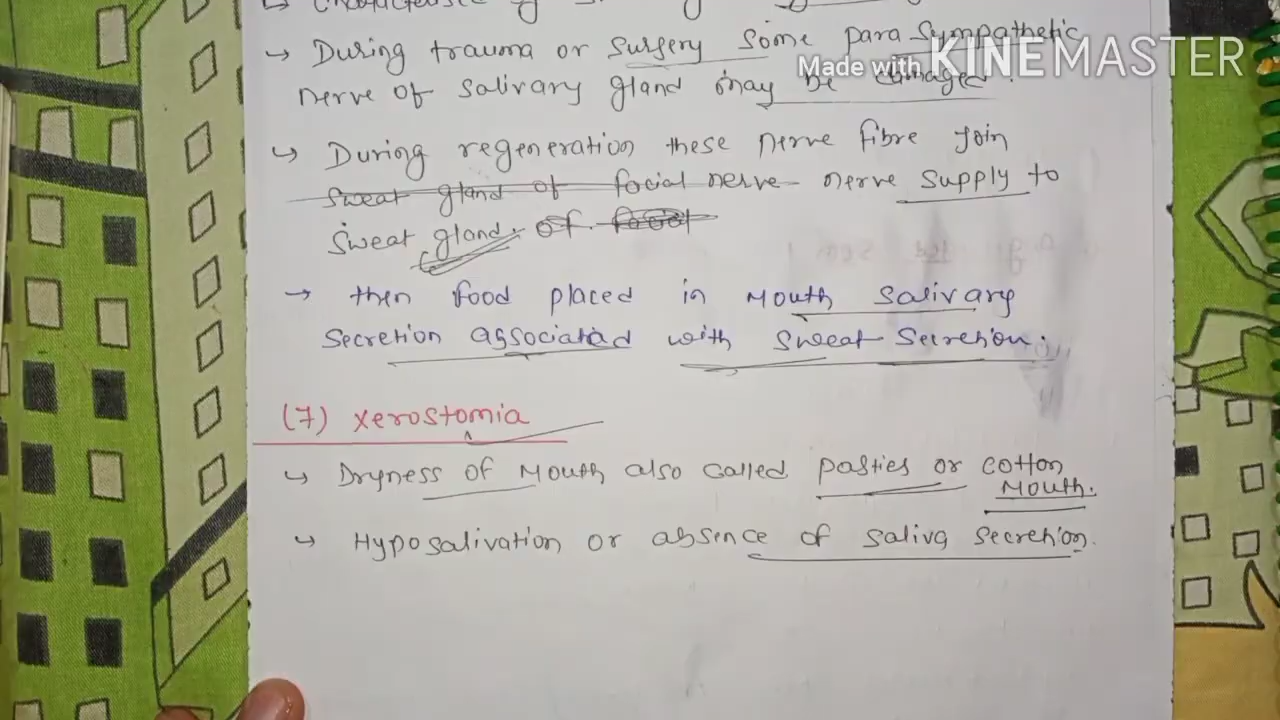 → During trauma or surgery some para sympathetic
Made with KINEMASTER
nerve of salivary gland may be damaged.
↳ During regeneration these nerve fibre join
sweat gland of facial nerve nerve supply to
sweat gland. of
→ then food placed in mouth salivary
secretion associatiad with sweat secretion.
(7) xerostomia
↳ Dryness of mouth also called pasties or cotton
mouth.
↳ Hyposalivation or absence of saliva secretion.